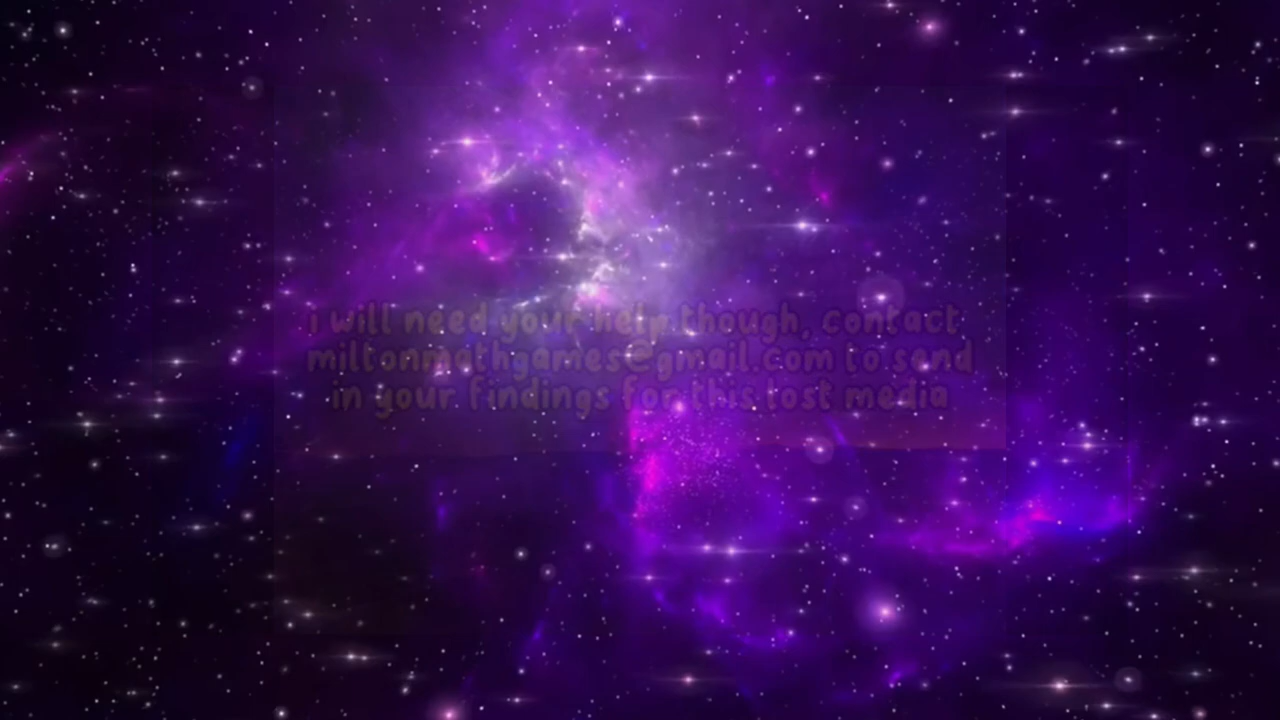 i will need your help though, contact
miltonmathgames@gmail.com to send
in your findings for this lost media